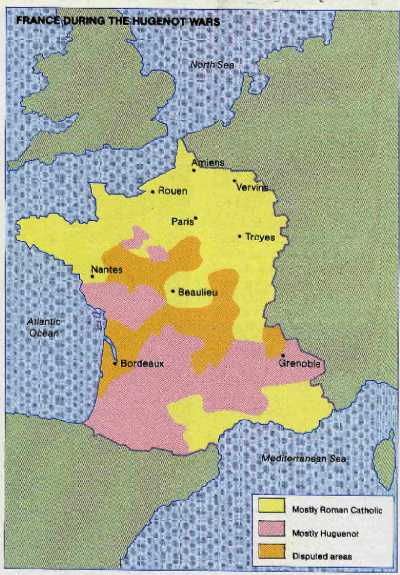 FRANCE DURING THE HUGENOT WARS
North Sea
Amiens
Vervins
Rouen
Paris
Troyes
Nantes
Beaulieu
Atlantic
Ocean
Bordeaux
Grenoble
Mediterranean Sea
Mostly Roman Catholic
Mostly Huguenot
Disputed areas